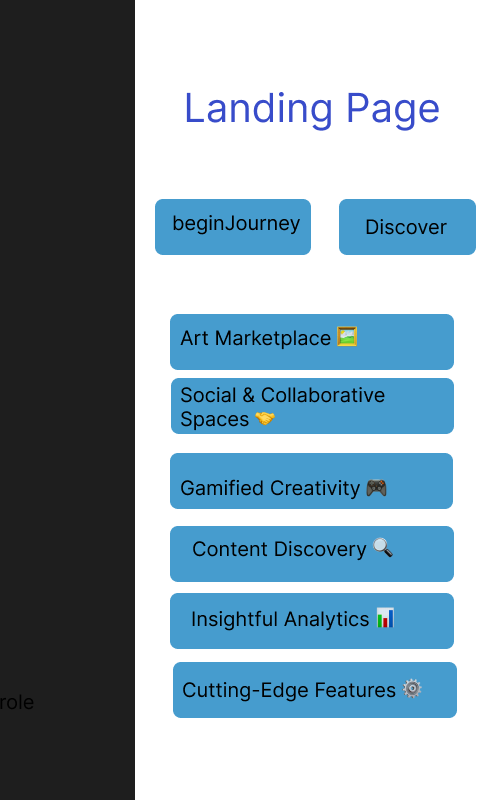 Landing Page
beginJourney
Discover
Art Marketplace 🖼️
Social & Collaborative
Spaces 🤝
Gamified Creativity 🎮
Content Discovery 🔍
Insightful Analytics 📊
Cutting-Edge Features ⚙️
role